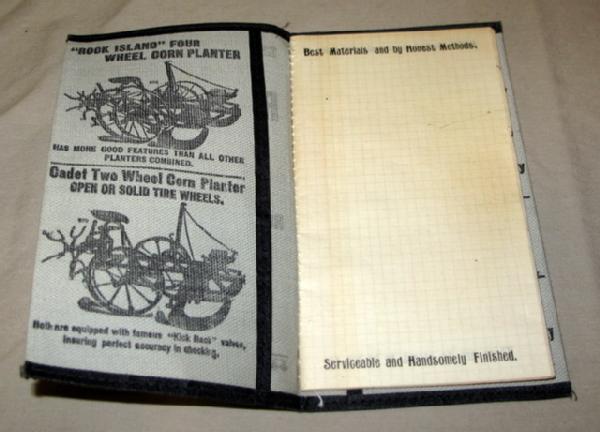 "ROCK ISLAND" FOUR
WHEEL CORN PLANTER
HAS MORE GOOD FEATURES THAN ALL OTHER
PLANTERS COMBINED.
Cadet Two Wheel Corn Planter
OPEN OR SOLID TIRE WHEELS.
Both are equipped with famous "Kick Back" valves,
insuring perfect accuracy in checking.
Best Materials and by Honest Methods.
Serviceable and Handsomely Finished.